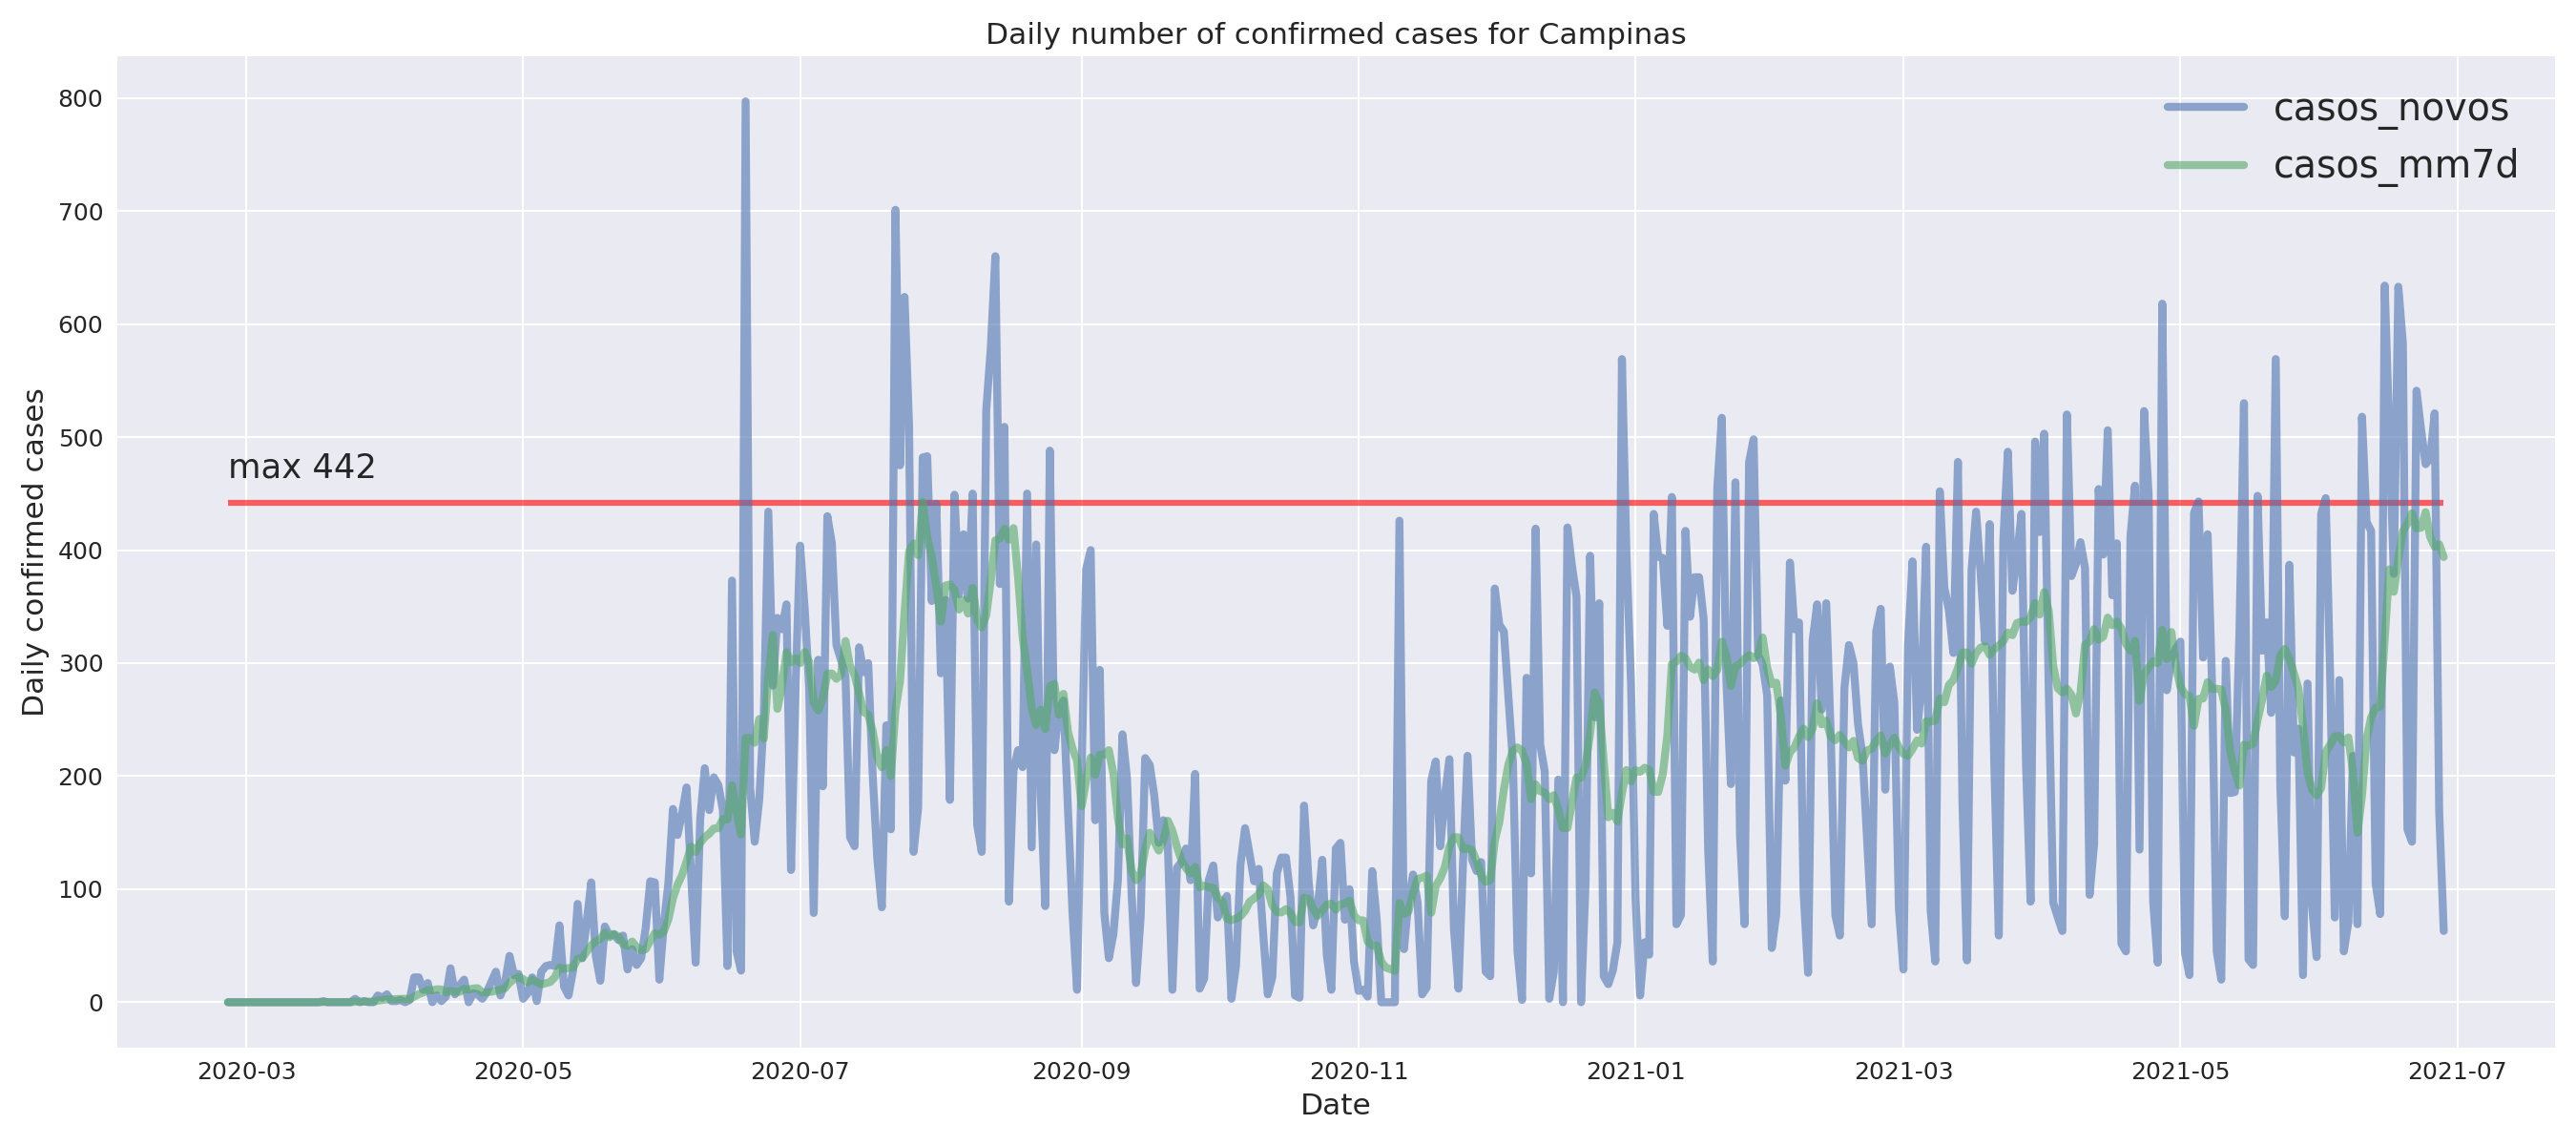 Daily number of confirmed cases for Campinas
casos_novos
casos_mm7d
max 442
Daily confirmed cases
800
700
600
500
400
300
200
100
0
2020-03 2020-05 2020-07 2020-09 2020-11 2021-01 2021-03 2021-05 2021-07
Date